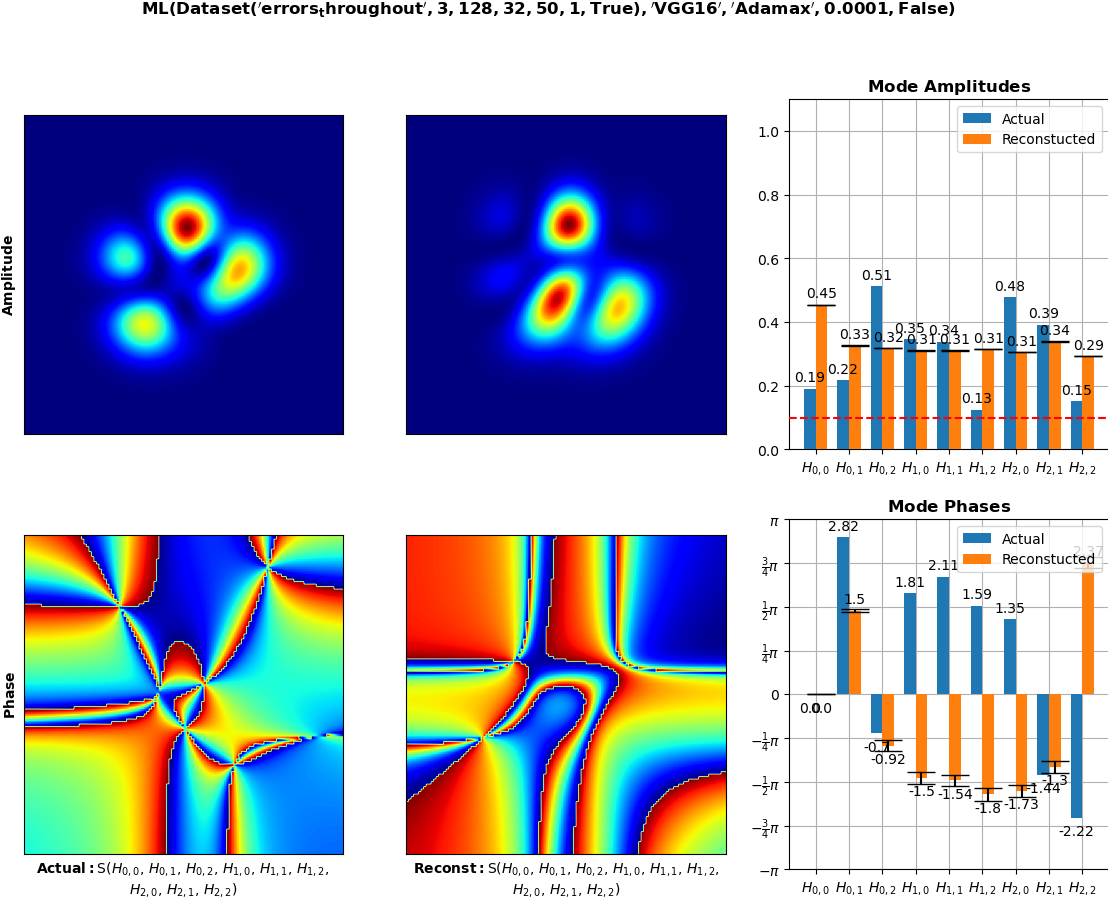 ML(Dataset('errors_throughout', 3, 128, 32, 50, 1, True), 'VGG16', 'Adamax', 0.0001, False)
Amplitude
Mode Amplitudes
Actual
Reconstucted
1.0
0.8
0.6
0.4
0.2
0.0
0.19
0.45
0.22
0.33
0.51
0.32
0.35
0.31
0.34
0.31
0.13
0.31
0.48
0.31
0.39
0.34
0.15
0.29
H0,0 H0,1 H0,2 H1,0 H1,1 H1,2 H2,0 H2,1 H2,2
Phase
Mode Phases
Actual
Reconstucted
π
3/4π
1/2π
1/4π
0
−1/4π
−1/2π
−3/4π
−π
0.0
0.0
2.82
1.5
-0.92
1.81
-1.5
2.11
-1.54
1.59
-1.8
1.35
-1.73
-1.44
-1.3
-2.22
2.37
H0,0 H0,1 H0,2 H1,0 H1,1 H1,2 H2,0 H2,1 H2,2
Actual:S(H0,0, H0,1, H0,2, H1,0, H1,1, H1,2,
H2,0, H2,1, H2,2)
Reconst:S(H0,0, H0,1, H0,2, H1,0, H1,1, H1,2,
H2,0, H2,1, H2,2)